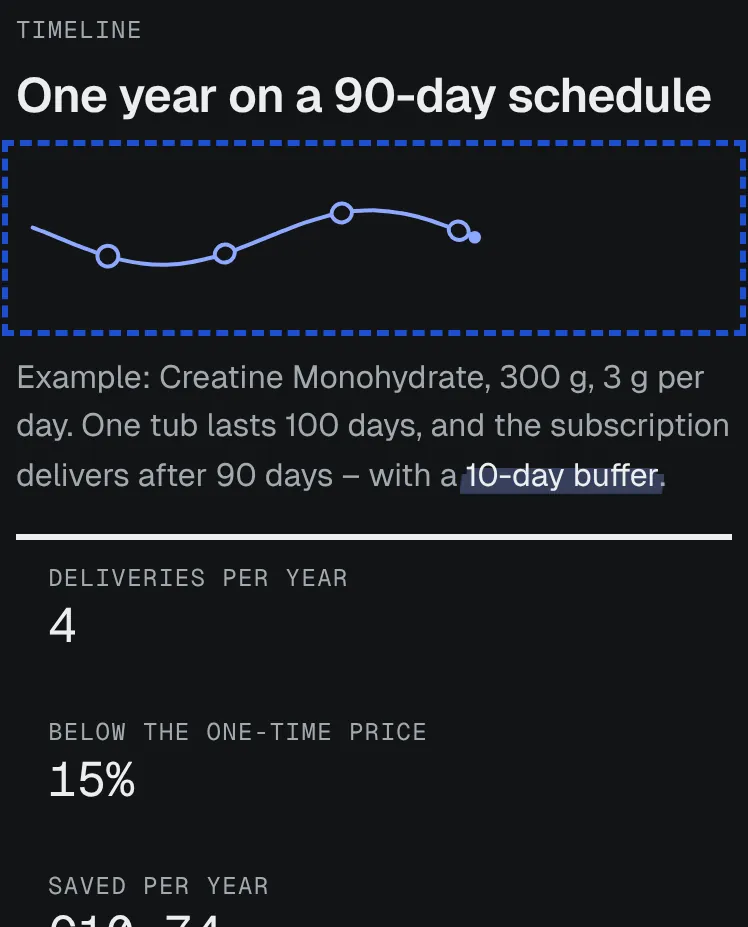 TIMELINE
One year on a 90-day schedule
Example: Creatine Monohydrate, 300 g, 3 g per
day. One tub lasts 100 days, and the subscription
delivers after 90 days – with a 10-day buffer.
DELIVERIES PER YEAR
4
BELOW THE ONE-TIME PRICE
15%
SAVED PER YEAR